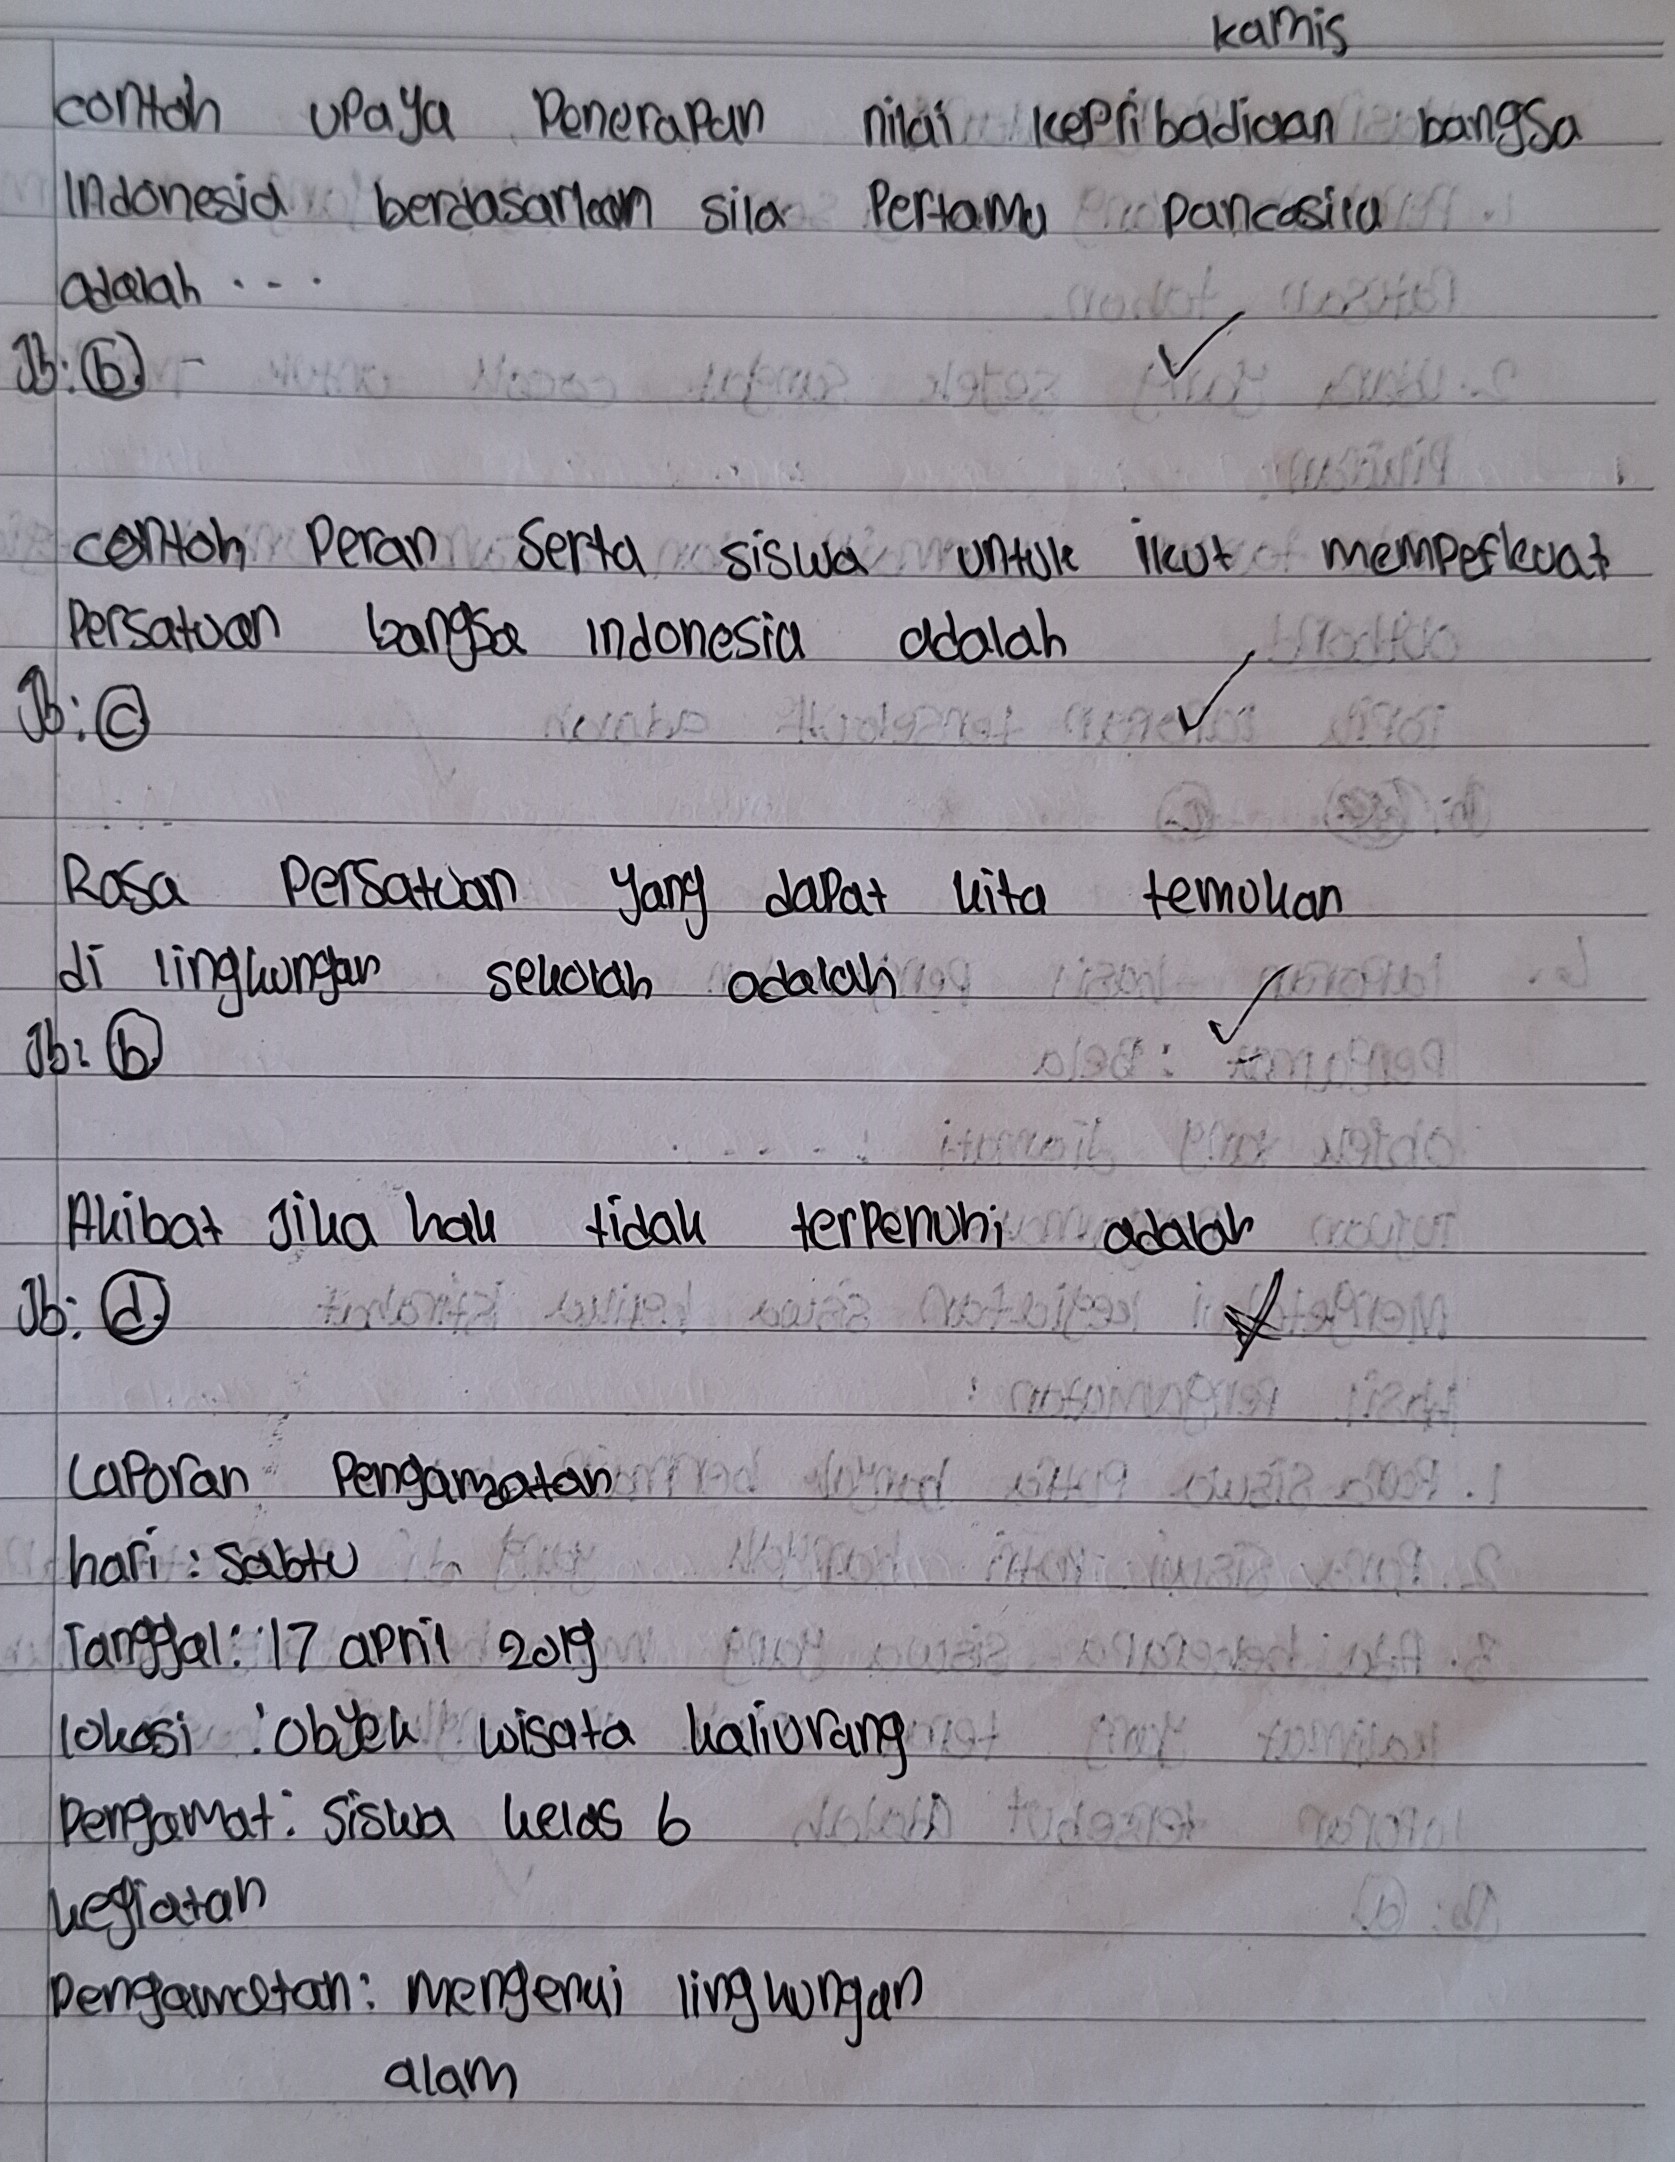 kamis
contoh upaya Penerapan nilai kepribadiaan bangsa
Indonesia berdasarkan sila Pertama pancasila
adalah ....
Jb: b) -
contoh Peran Serta siswa untuk ikut memperkuat
Persatuan bangsa indonesia adalah
Jb: c
Rasa Persatuan yang dapat kita temukan
di lingkungan sekolah adalah
Jb: b
Akibat Jika hak tidak terpenuhi adalah
Jb: d
Laporan Pengamatan
hari : Sabtu
Tanggal: 17 april 2019
lokasi : obyek wisata kaliurang
Pengamat: Siswa kelas 6
kegiatan
Pengamatan: mengenai lingkungan
alam